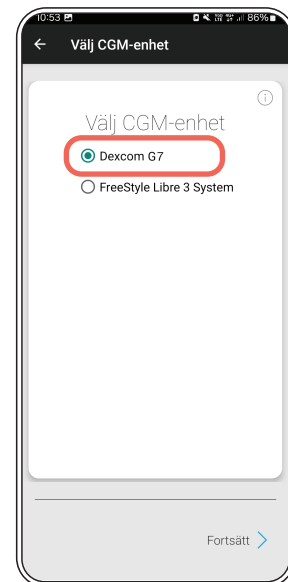 10:53 86%
Välj CGM-enhet
Välj CGM-enhet
Dexcom G7
FreeStyle Libre 3 System
Fortsätt